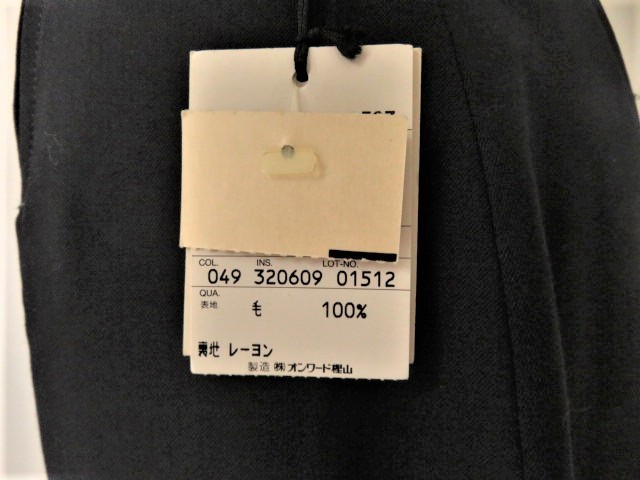 COL. INS. LOT-NO.
049 320609 01512
QUA.
表地 毛 100%
裏地 レーヨン
製造 ㈱オンワード樫山